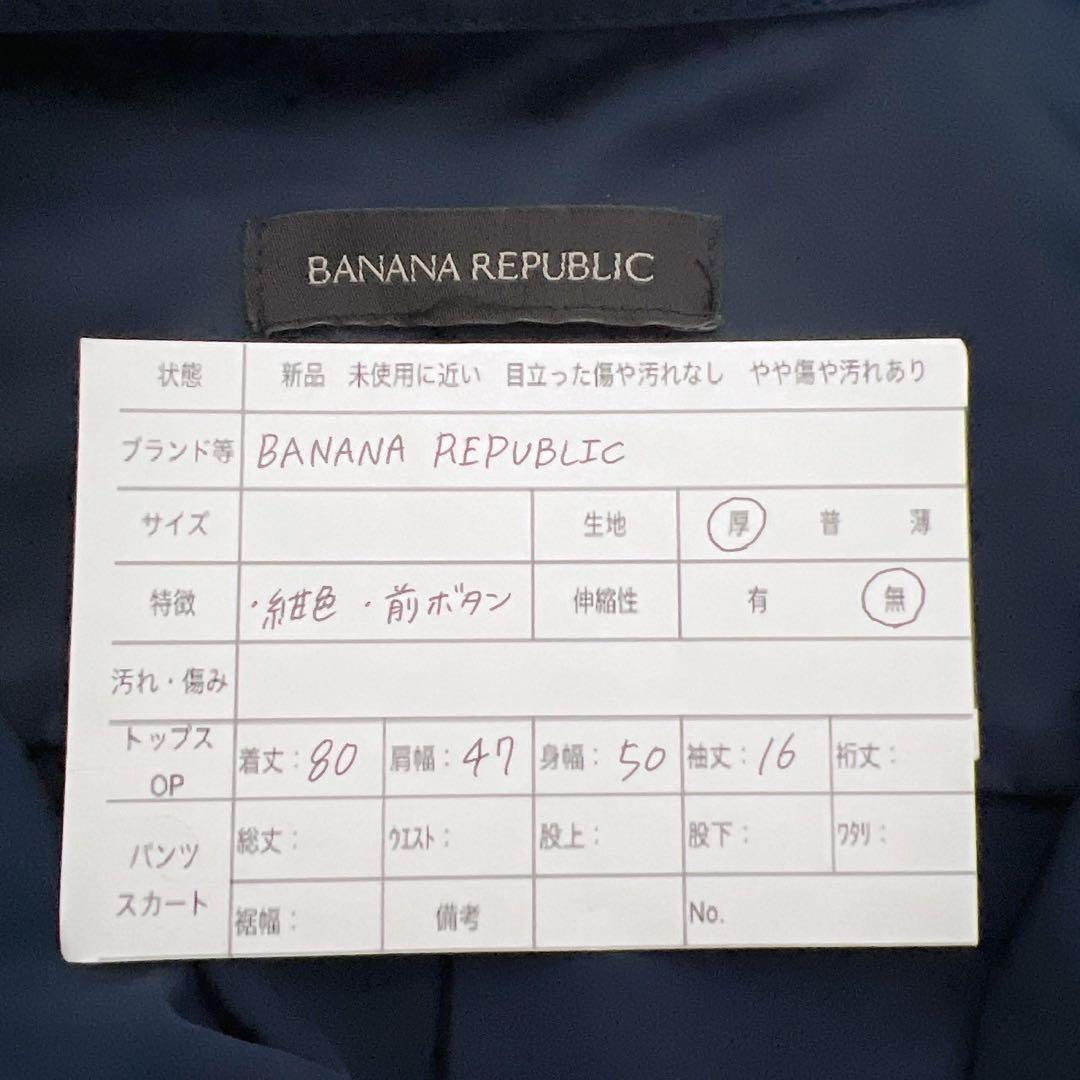 BANANA REPUBLIC
状態 新品 未使用に近い 目立った傷や汚れなし やや傷や汚れあり
ブランド等 BANANA REPUBLIC
サイズ 生地 厚 普 薄
特徴 ・紺色 ・前ボタン 伸縮性 有 無
汚れ・傷み
トップス OP 着丈：80 肩幅：47 身幅：50 袖丈：16 裄丈：
パンツ 総丈： ｳｴｽﾄ： 股上： 股下： ﾜﾀﾘ：
スカート 裾幅： 備考 No.